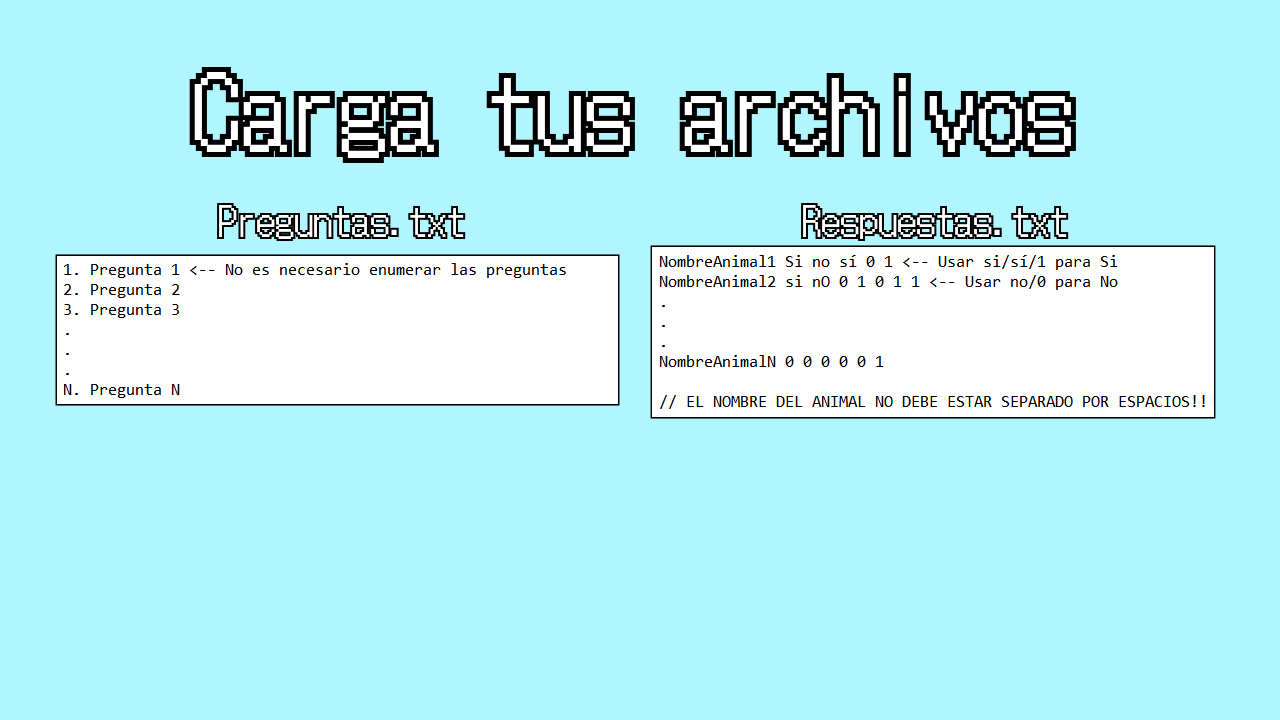 Carga tus archivos
Preguntas.txt
1. Pregunta 1 <-- No es necesario enumerar las preguntas
2. Pregunta 2
3. Pregunta 3
.
.
.
N. Pregunta N
Respuestas.txt
NombreAnimal1 Si no sí 0 1 <-- Usar si/sí/1 para Si
NombreAnimal2 si nO 0 1 0 1 1 <-- Usar no/0 para No
.
.
.
NombreAnimalN 0 0 0 0 0 1
// EL NOMBRE DEL ANIMAL NO DEBE ESTAR SEPARADO POR ESPACIOS!!